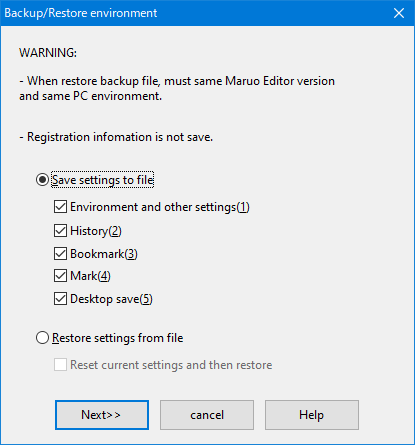 Backup/Restore environment
WARNING:
- When restore backup file, must same Maruo Editor version
and same PC environment.
- Registration infomation is not save.
Save settings to file
Environment and other settings(1)
History(2)
Bookmark(3)
Mark(4)
Desktop save(5)
Restore settings from file
Reset current settings and then restore
Next>>
cancel
Help